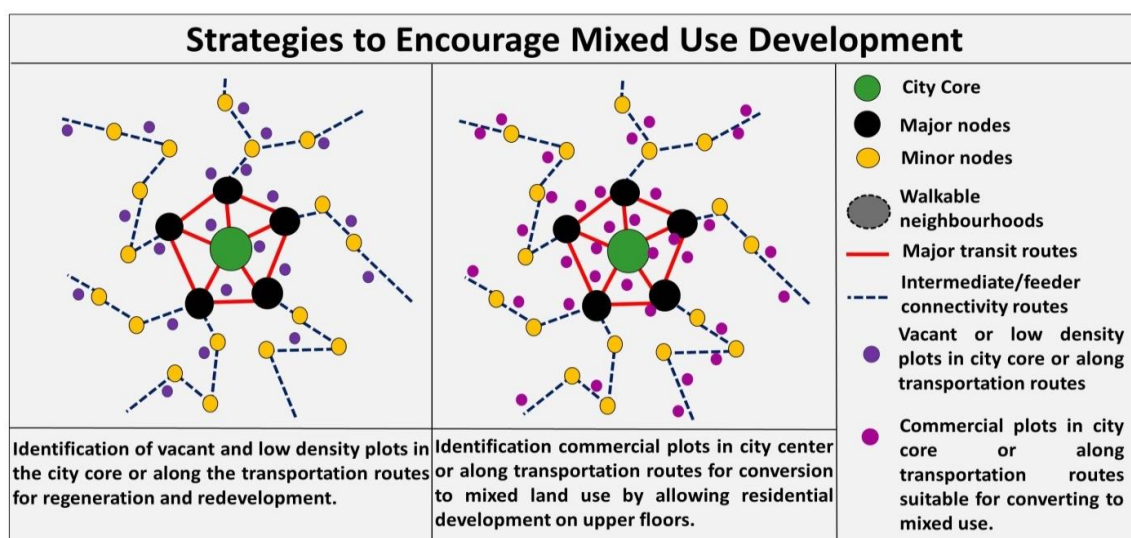 Strategies to Encourage Mixed Use Development
Identification of vacant and low density plots in
the city core or along the transportation routes
for regeneration and redevelopment.
Identification commercial plots in city center
or along transportation routes for conversion
to mixed land use by allowing residential
development on upper floors.
City Core
Major nodes
Minor nodes
Walkable
neighbourhoods
Major transit routes
Intermediate/feeder
connectivity routes
Vacant or low density
plots in city core or along
transportation routes
Commercial plots in city
core or along
transportation routes
suitable for converting to
mixed use.